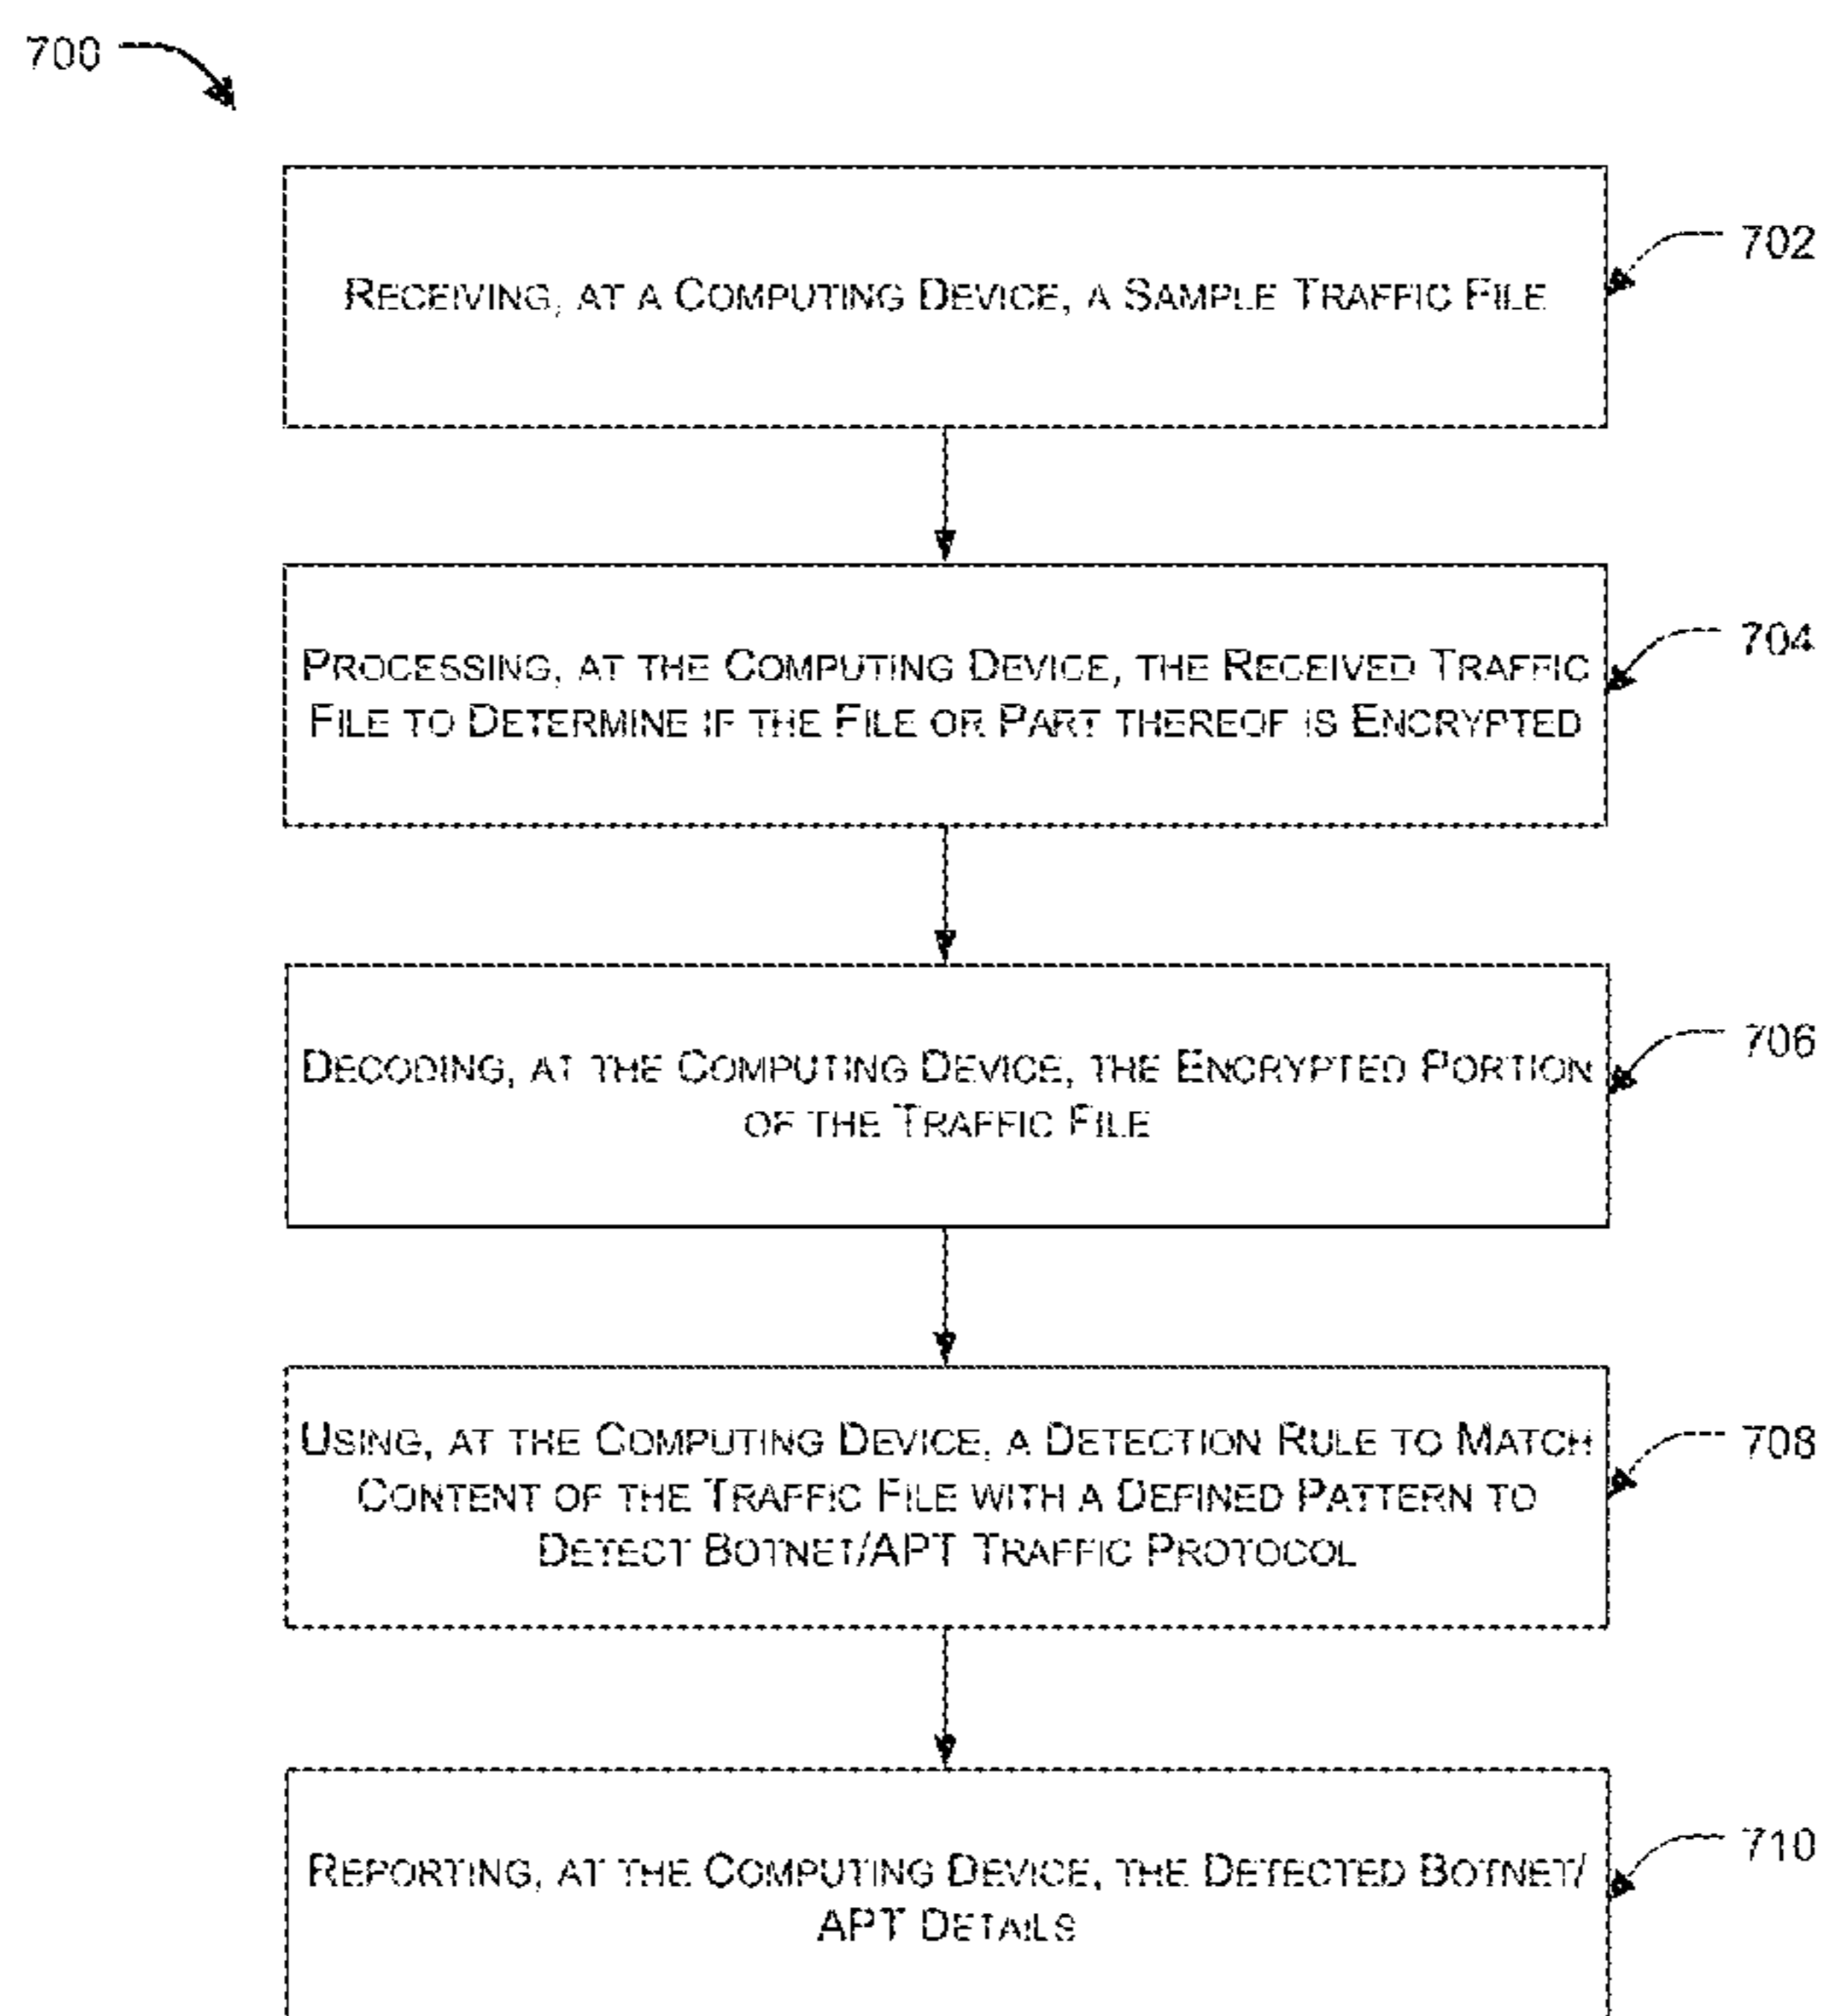 700
RECEIVING, AT A COMPUTING DEVICE, A SAMPLE TRAFFIC FILE
702
PROCESSING, AT THE COMPUTING DEVICE, THE RECEIVED TRAFFIC
FILE TO DETERMINE IF THE FILE OR PART THEREOF IS ENCRYPTED
704
DECODING, AT THE COMPUTING DEVICE, THE ENCRYPTED PORTION
OF THE TRAFFIC FILE
706
USING, AT THE COMPUTING DEVICE, A DETECTION RULE TO MATCH
CONTENT OF THE TRAFFIC FILE WITH A DEFINED PATTERN TO
DETECT BOTNET/APT TRAFFIC PROTOCOL
708
REPORTING, AT THE COMPUTING DEVICE, THE DETECTED BOTNET/
APT DETAILS
710